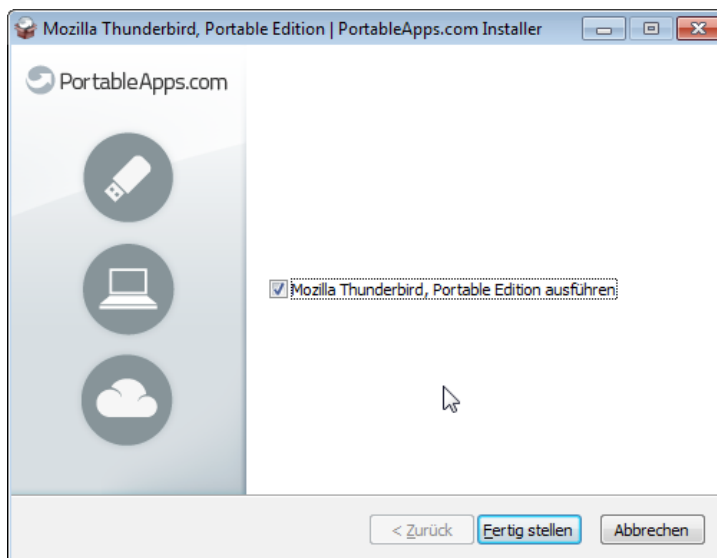 Mozilla Thunderbird, Portable Edition | PortableApps.com Installer
PortableApps.com
Mozilla Thunderbird, Portable Edition ausführen
< Zurück
Fertig stellen
Abbrechen